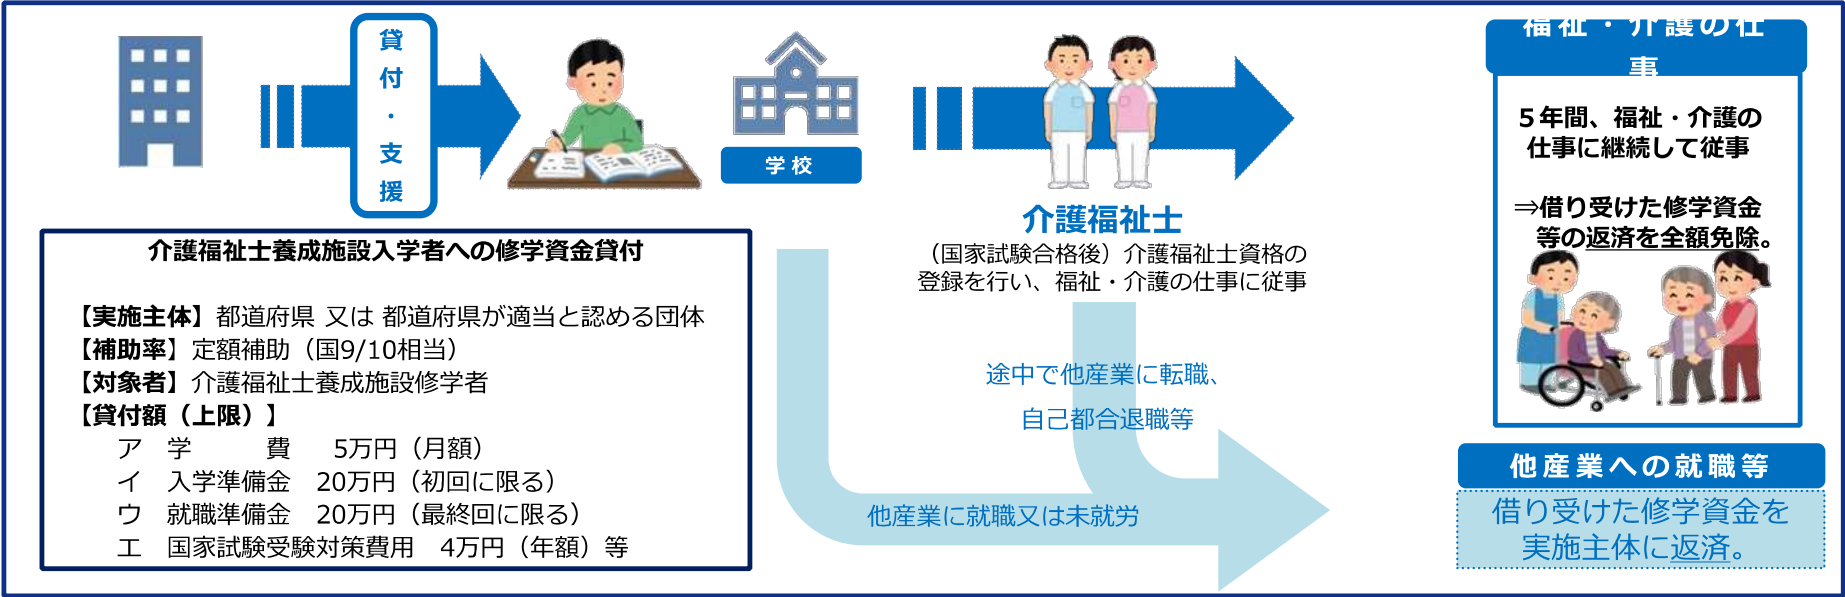 貸付・支援
学校
介護福祉士
（国家試験合格後）介護福祉士資格の
登録を行い、福祉・介護の仕事に従事
介護福祉士養成施設入学者への修学資金貸付
【実施主体】都道府県 又は 都道府県が適当と認める団体
【補助率】定額補助（国9/10相当）
【対象者】介護福祉士養成施設修学者
【貸付額（上限）】
ア　学　　　費　　5万円（月額）
イ　入学準備金　20万円（初回に限る）
ウ　就職準備金　20万円（最終回に限る）
エ　国家試験受験対策費用　4万円（年額）等
途中で他産業に転職、
自己都合退職等
他産業に就職又は未就労
福祉・介護の仕
事
５年間、福祉・介護の
仕事に継続して従事
⇒借り受けた修学資金
等の返済を全額免除。
他産業への就職等
借り受けた修学資金を
実施主体に返済。